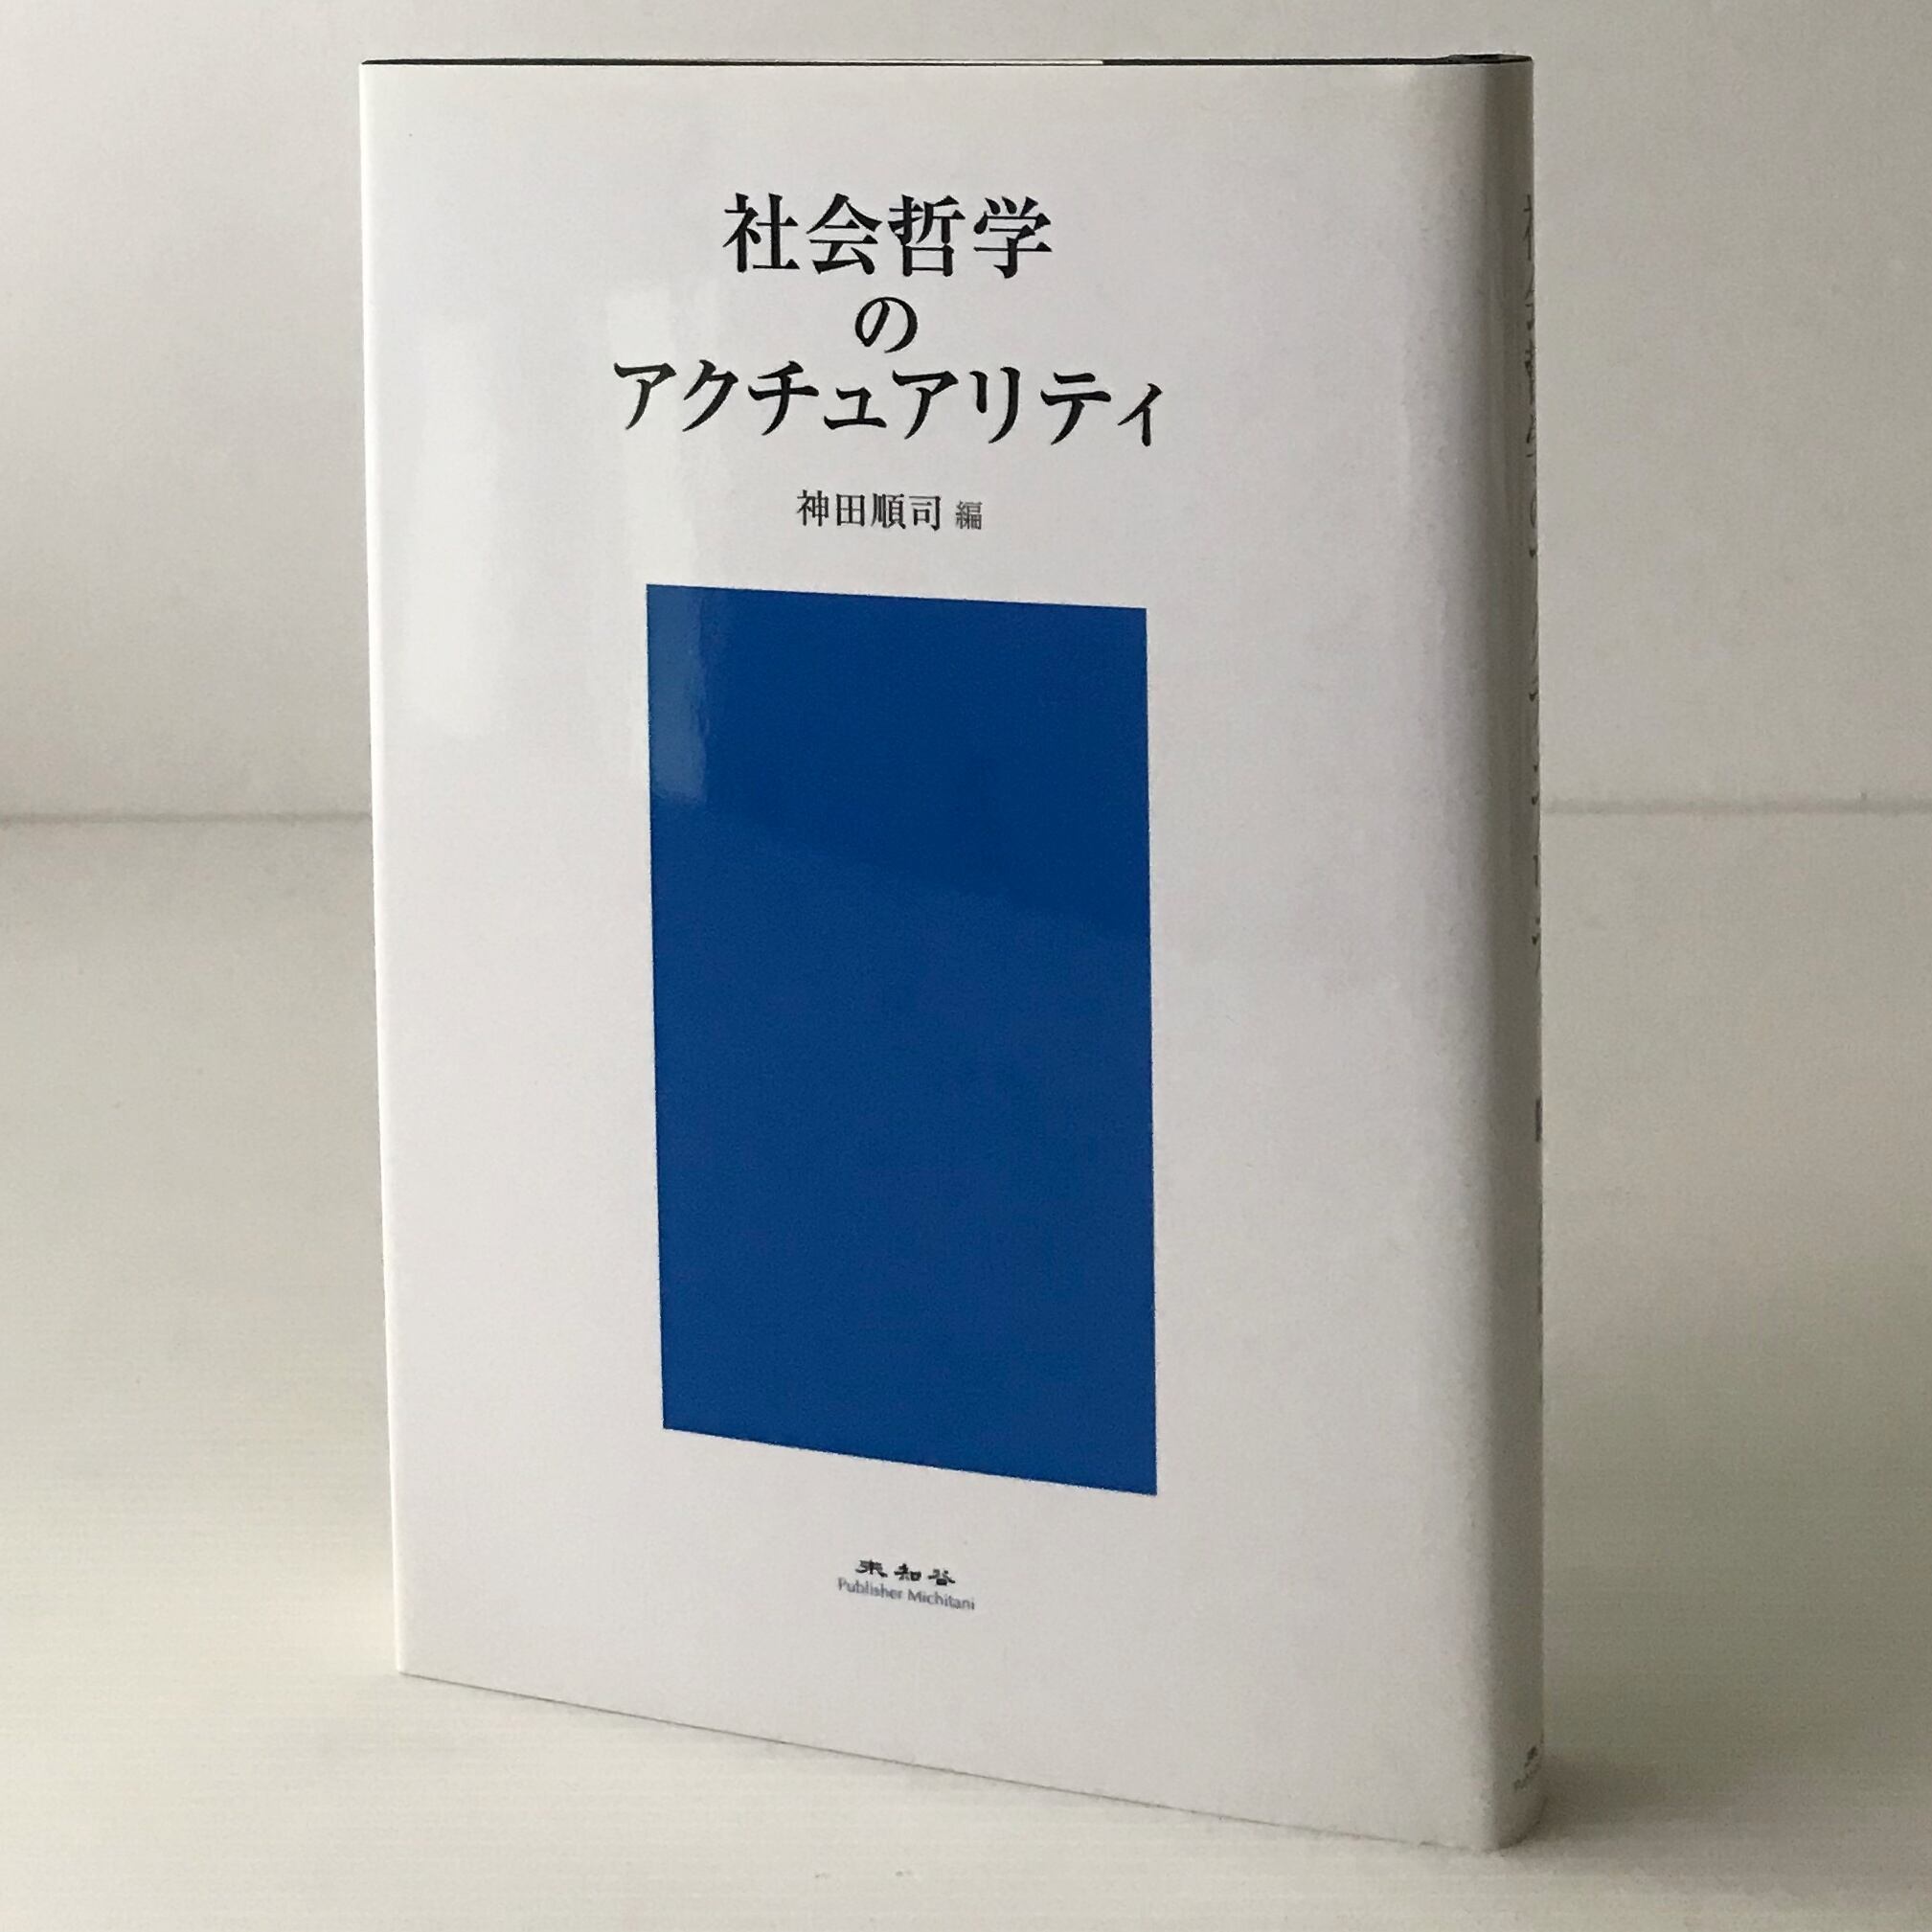 社会哲学
の
アクチュアリティ
神田順司 編
未知谷
Publisher Michitani